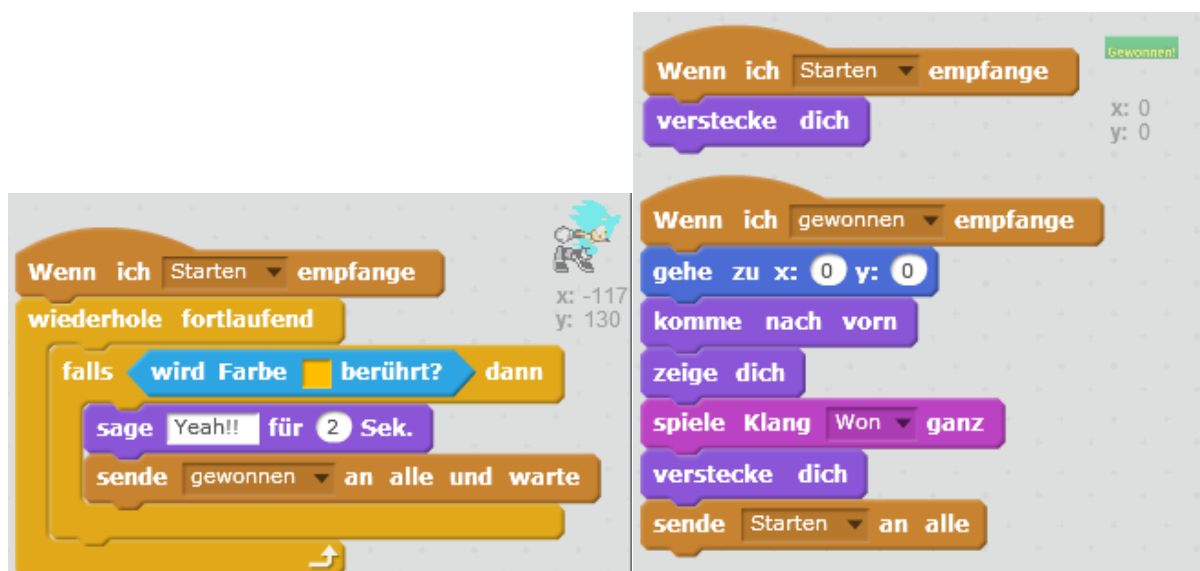 Wenn ich Starten empfange
wiederhole fortlaufend
falls wird Farbe berührt? dann
sage Yeah!! für 2 Sek.
sende gewonnen an alle und warte
x: -117
y: 130
Wenn ich Starten empfange
verstecke dich
Gewonnen!
x: 0
y: 0
Wenn ich gewonnen empfange
gehe zu x: 0 y: 0
komme nach vorn
zeige dich
spiele Klang Won ganz
verstecke dich
sende Starten an alle